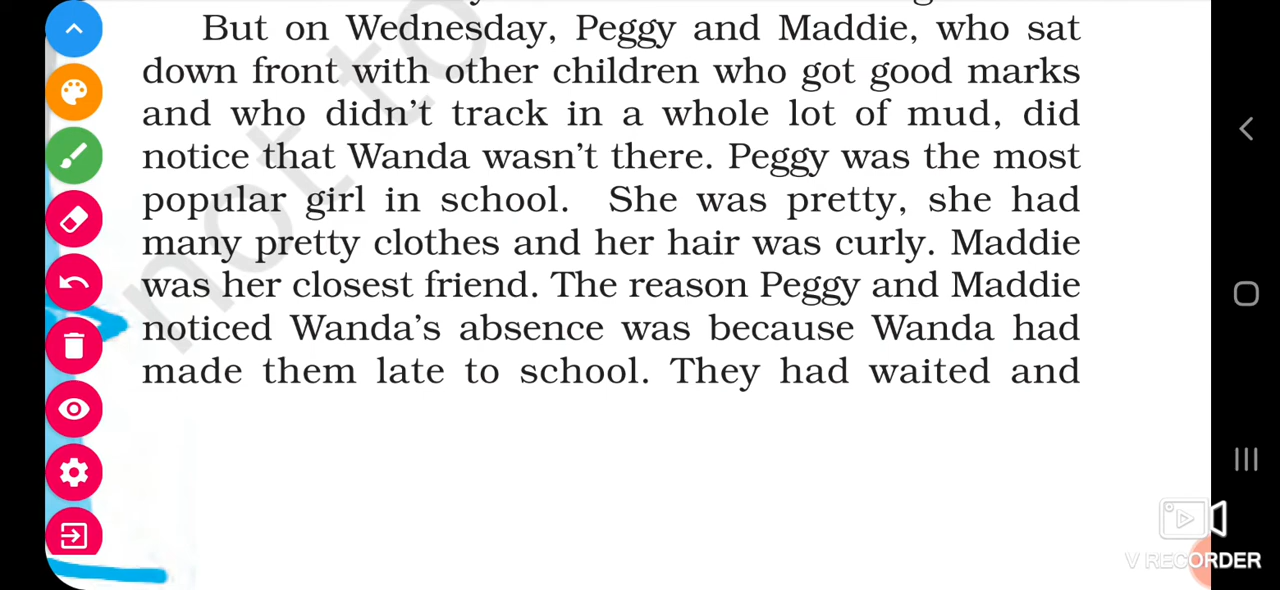 But on Wednesday, Peggy and Maddie, who sat
down front with other children who got good marks
and who didn't track in a whole lot of mud, did
notice that Wanda wasn't there. Peggy was the most
popular girl in school. She was pretty, she had
many pretty clothes and her hair was curly. Maddie
was her closest friend. The reason Peggy and Maddie
noticed Wanda's absence was because Wanda had
made them late to school. They had waited and
not to
V RECORDER